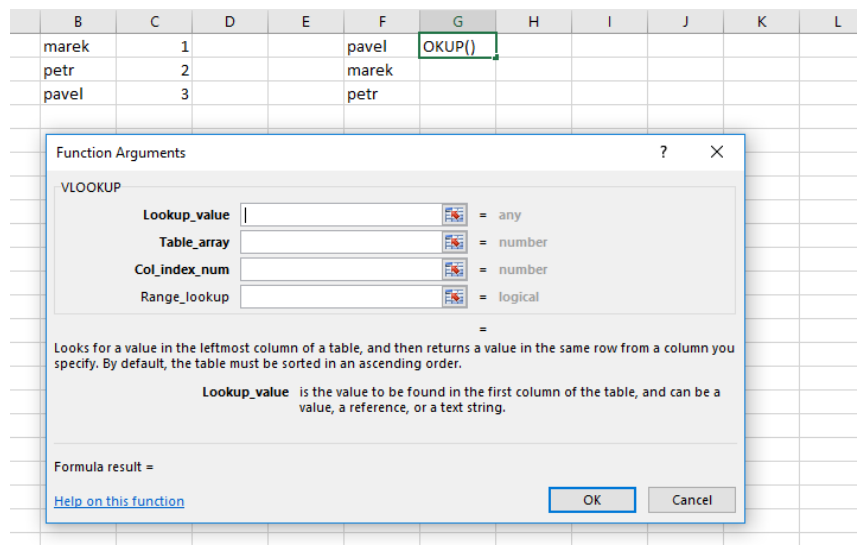 B C D E F G H I J K L
marek 1 pavel OKUP()
petr 2 marek
pavel 3 petr
Function Arguments ? X
VLOOKUP
Lookup_value = any
Table_array = number
Col_index_num = number
Range_lookup = logical
=
Looks for a value in the leftmost column of a table, and then returns a value in the same row from a column you
specify. By default, the table must be sorted in an ascending order.
Lookup_value is the value to be found in the first column of the table, and can be a
value, a reference, or a text string.
Formula result =
Help on this function OK Cancel